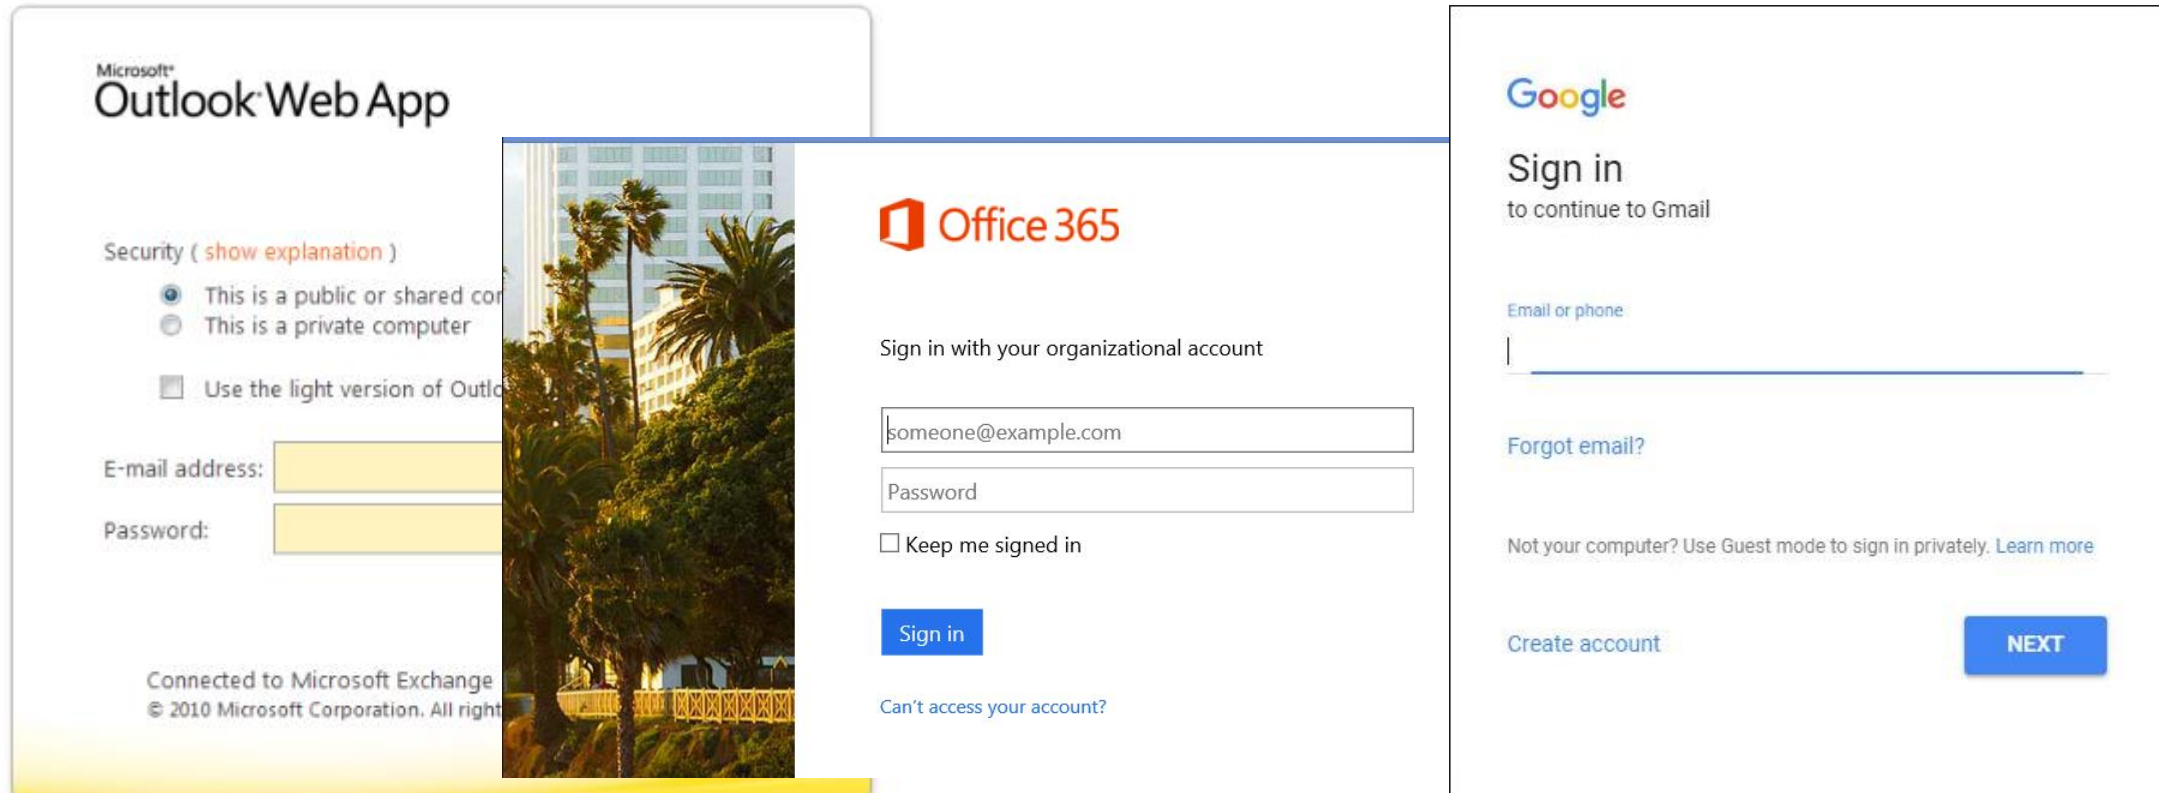 Microsoft®
Outlook Web App
Security ( show explanation )
This is a public or shared cor
This is a private computer
Use the light version of Outlo
E-mail address:
Password:
Connected to Microsoft Exchange
© 2010 Microsoft Corporation. All right
Office 365
Sign in with your organizational account
someone@example.com
Password
Keep me signed in
Sign in
Can't access your account?
Google
Sign in
to continue to Gmail
Email or phone
Forgot email?
Not your computer? Use Guest mode to sign in privately. Learn more
Create account
NEXT